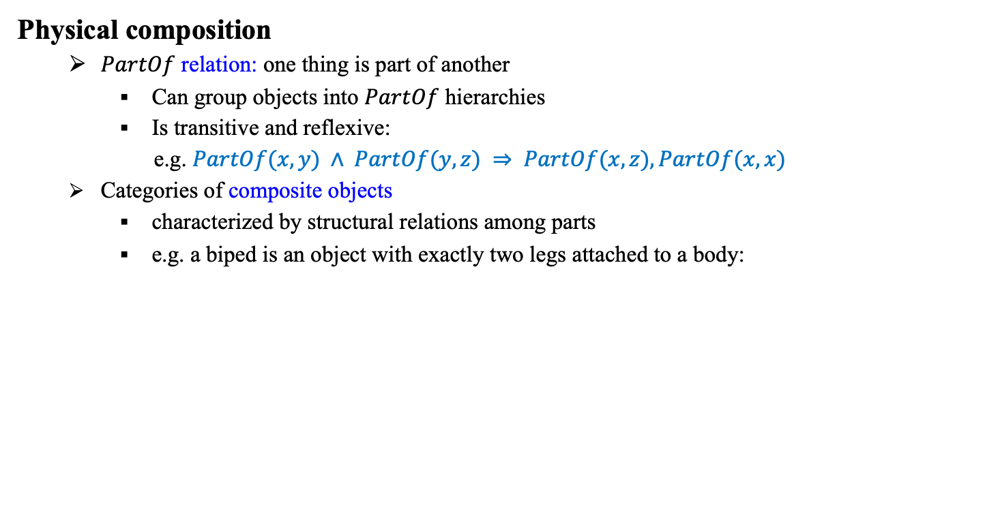 Physical composition
➢ PartOf relation: one thing is part of another
▪ Can group objects into PartOf hierarchies
▪ Is transitive and reflexive:
e.g. PartOf(x, y) ∧ PartOf(y, z) ⇒ PartOf(x, z), PartOf(x, x)
➢ Categories of composite objects
▪ characterized by structural relations among parts
▪ e.g. a biped is an object with exactly two legs attached to a body: